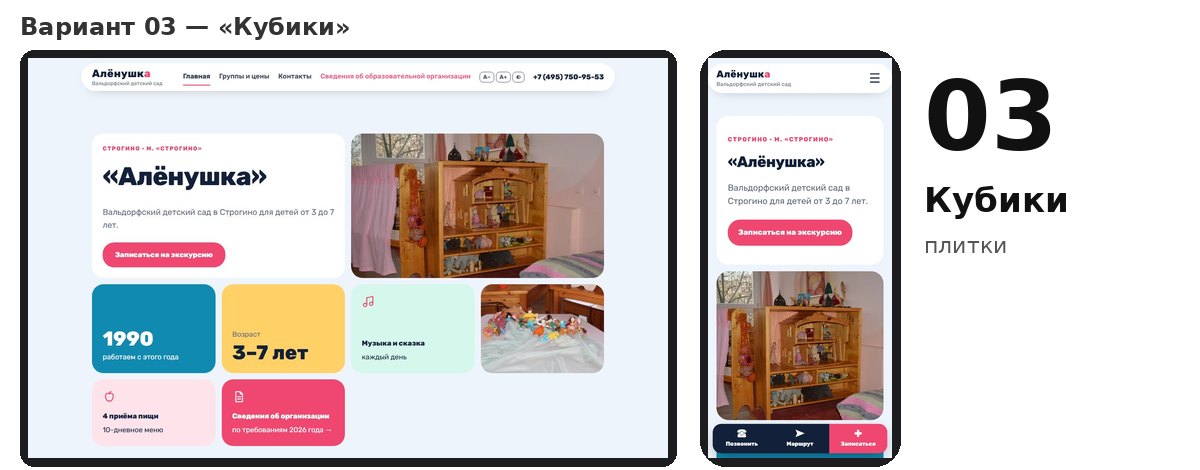 Вариант 03 — «Кубики»
Алёнушка
Вальдорфский детский сад
Главная
Группы и цены
Контакты
Сведения об образовательной организации
A−
A+
+7 (495) 750-95-53
СТРОГИНО • М. «СТРОГИНО»
«Алёнушка»
Вальдорфский детский сад в Строгино для детей от 3 до 7
лет.
Записаться на экскурсию
1990
работаем с этого года
Возраст
3–7 лет
Музыка и сказка
каждый день
4 приёма пищи
10-дневное меню
Сведения об организации
по требованиям 2026 года →
Алёнушка
Вальдорфский детский сад
СТРОГИНО • М. «СТРОГИНО»
«Алёнушка»
Вальдорфский детский сад в
Строгино для детей от 3 до 7 лет.
Записаться на экскурсию
Позвонить
Маршрут
Записаться
03
Кубики
плитки